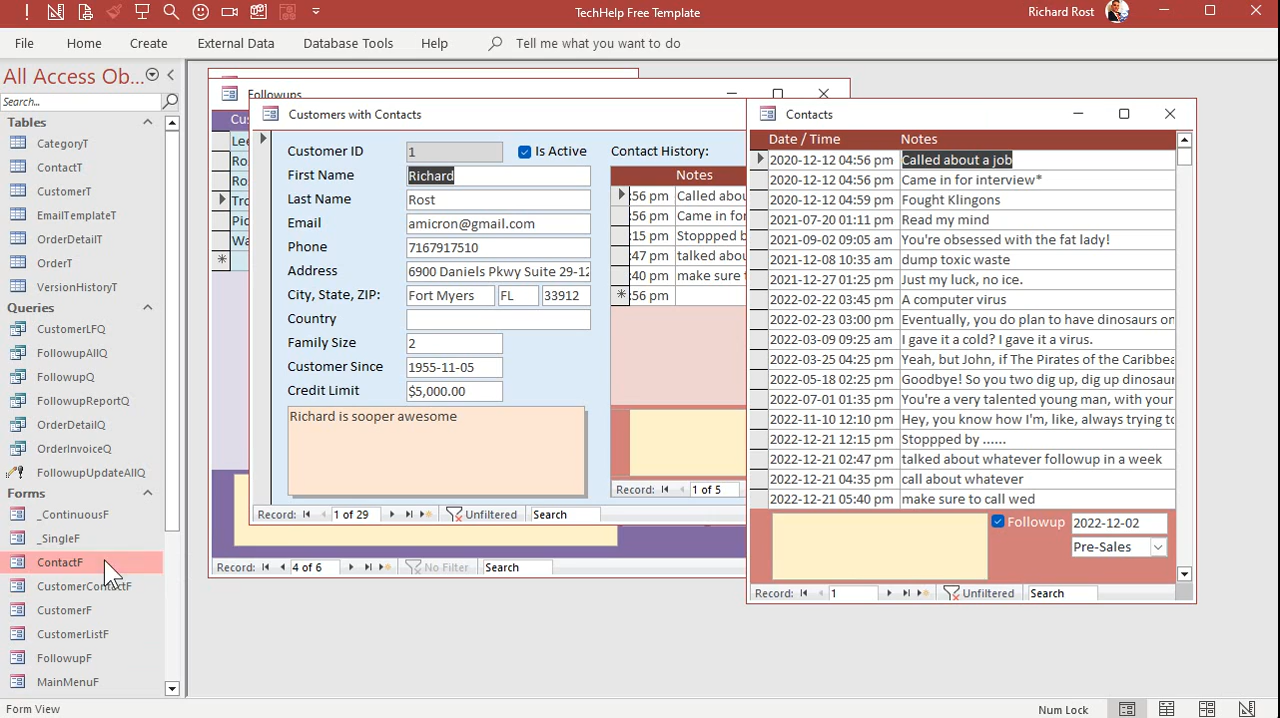 TechHelp Free Template
Richard Rost
File Home Create External Data Database Tools Help Tell me what you want to do
All Access Ob...
Search...
Tables
CategoryT
ContactT
CustomerT
EmailTemplateT
OrderDetailT
OrderT
VersionHistoryT
Queries
CustomerLFQ
FollowupAllQ
FollowupQ
FollowupReportQ
OrderDetailQ
OrderInvoiceQ
FollowupUpdateAllQ
Forms
_ContinuousF
_SingleF
ContactF
CustomerContactF
CustomerF
CustomerListF
FollowupF
MainMenuF
Form View
Followups
Cus
Lee
Ro
Ro
Tro
Pic
Wa
Record: 4 of 6 No Filter Search
Customers with Contacts
Customer ID 1 Is Active
First Name Richard
Last Name Rost
Email amicron@gmail.com
Phone 7167917510
Address 6900 Daniels Pkwy Suite 29-12
City, State, ZIP: Fort Myers FL 33912
Country
Family Size 2
Customer Since 1955-11-05
Credit Limit $5,000.00
Richard is sooper awesome
Contact History:
Notes
:56 pm Called abou
:56 pm Came in for
:15 pm Stoppped b
:47 pm talked abou
:40 pm make sure t
:56 pm
Record: 1 of 5
Record: 1 of 29 Unfiltered Search
Contacts
Date / Time Notes
2020-12-12 04:56 pm Called about a job
2020-12-12 04:56 pm Came in for interview*
2020-12-12 04:59 pm Fought Klingons
2021-07-20 01:11 pm Read my mind
2021-09-02 09:05 am You're obsessed with the fat lady!
2021-12-08 10:35 am dump toxic waste
2021-12-27 01:25 pm Just my luck, no ice.
2022-02-22 03:45 pm A computer virus
2022-02-23 03:00 pm Eventually, you do plan to have dinosaurs on
2022-03-09 09:25 am I gave it a cold? I gave it a virus.
2022-03-25 04:25 pm Yeah, but John, if The Pirates of the Caribbea
2022-05-18 02:25 pm Goodbye! So you two dig up, dig up dinosaur
2022-07-01 01:35 pm You're a very talented young man, with your
2022-11-10 12:10 pm Hey, you know how I'm, like, always trying to
2022-12-21 12:15 pm Stoppped by ......
2022-12-21 02:47 pm talked about whatever followup in a week
2022-12-21 04:35 pm call about whatever
2022-12-21 05:40 pm make sure to call wed
Followup 2022-12-02
Pre-Sales
Record: 1 Unfiltered Search
Num Lock